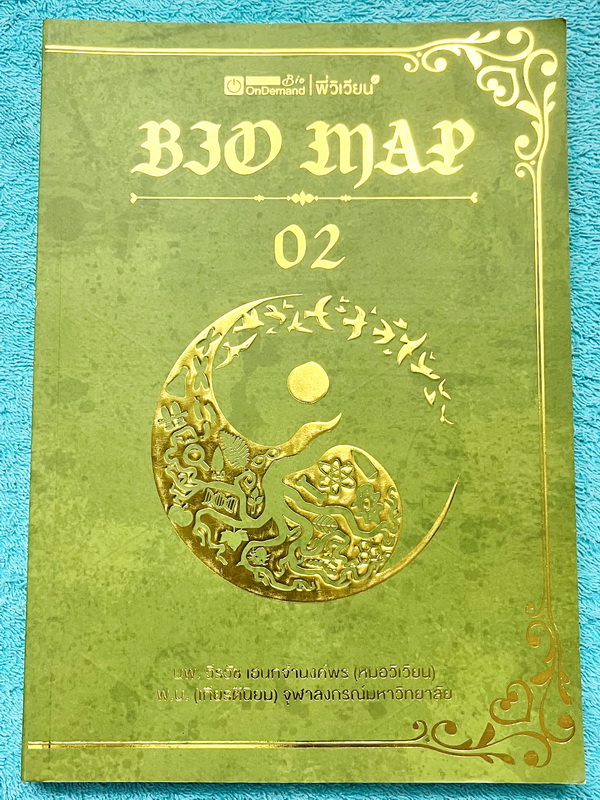 Bio
OnDemand | พี่วิเวียน
BIO MAP
02
นพ. วีรวัช เอนกจำนงค์พร (หมอวิเวียน)
พ.บ. (เกียรตินิยม) จุฬาลงกรณ์มหาวิทยาลัย